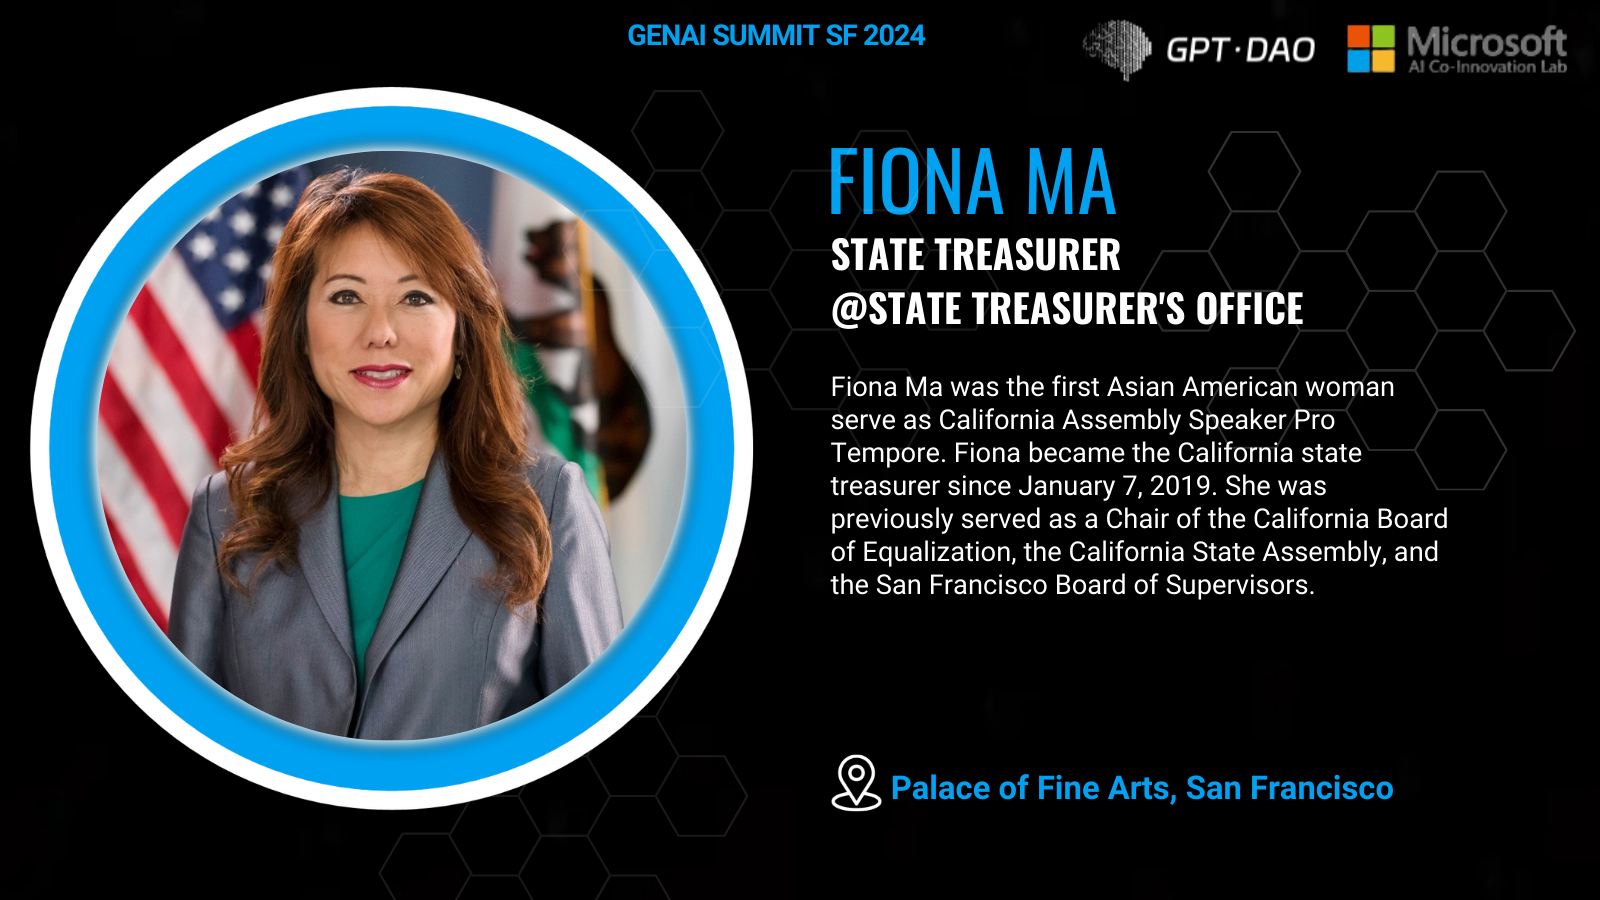 GENAI SUMMIT SF 2024
GPT·DAO
Microsoft
AI Co-Innovation Lab
FIONA MA
STATE TREASURER
@STATE TREASURER'S OFFICE
Fiona Ma was the first Asian American woman
serve as California Assembly Speaker Pro
Tempore. Fiona became the California state
treasurer since January 7, 2019. She was
previously served as a Chair of the California Board
of Equalization, the California State Assembly, and
the San Francisco Board of Supervisors.
Palace of Fine Arts, San Francisco